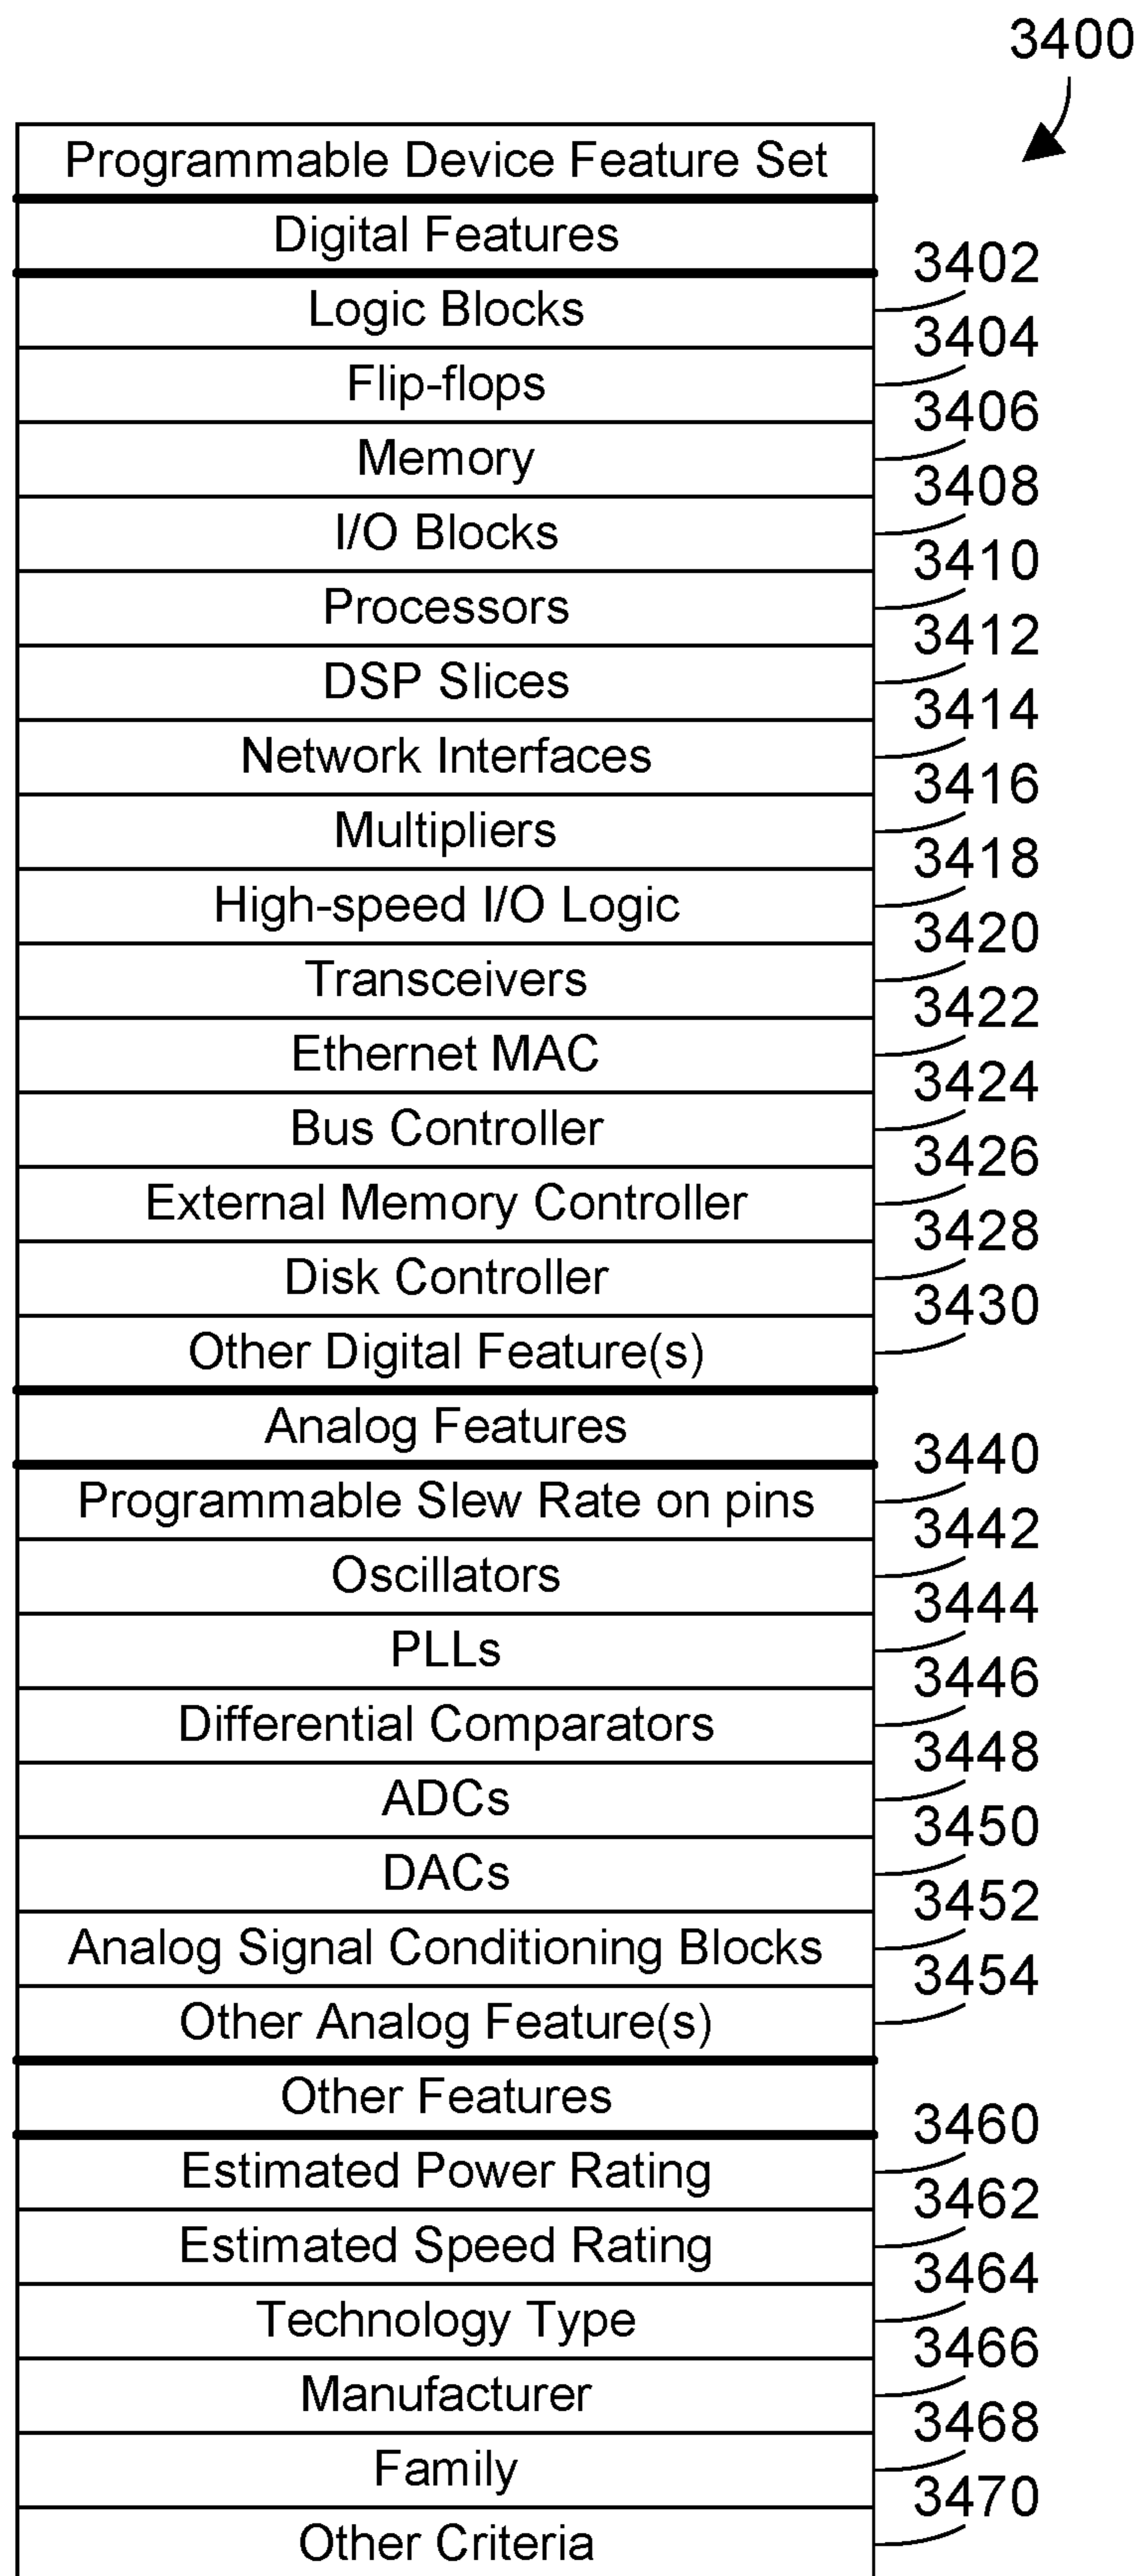 3400
Programmable Device Feature Set
Digital Features
3402
Logic Blocks
3404
Flip-flops
3406
Memory
3408
I/O Blocks
3410
Processors
3412
DSP Slices
3414
Network Interfaces
3416
Multipliers
3418
High-speed I/O Logic
3420
Transceivers
3422
Ethernet MAC
3424
Bus Controller
3426
External Memory Controller
3428
Disk Controller
3430
Other Digital Feature(s)
Analog Features
3440
Programmable Slew Rate on pins
3442
Oscillators
3444
PLLs
3446
Differential Comparators
3448
ADCs
3450
DACs
3452
Analog Signal Conditioning Blocks
3454
Other Analog Feature(s)
Other Features
3460
Estimated Power Rating
3462
Estimated Speed Rating
3464
Technology Type
3466
Manufacturer
3468
Family
3470
Other Criteria